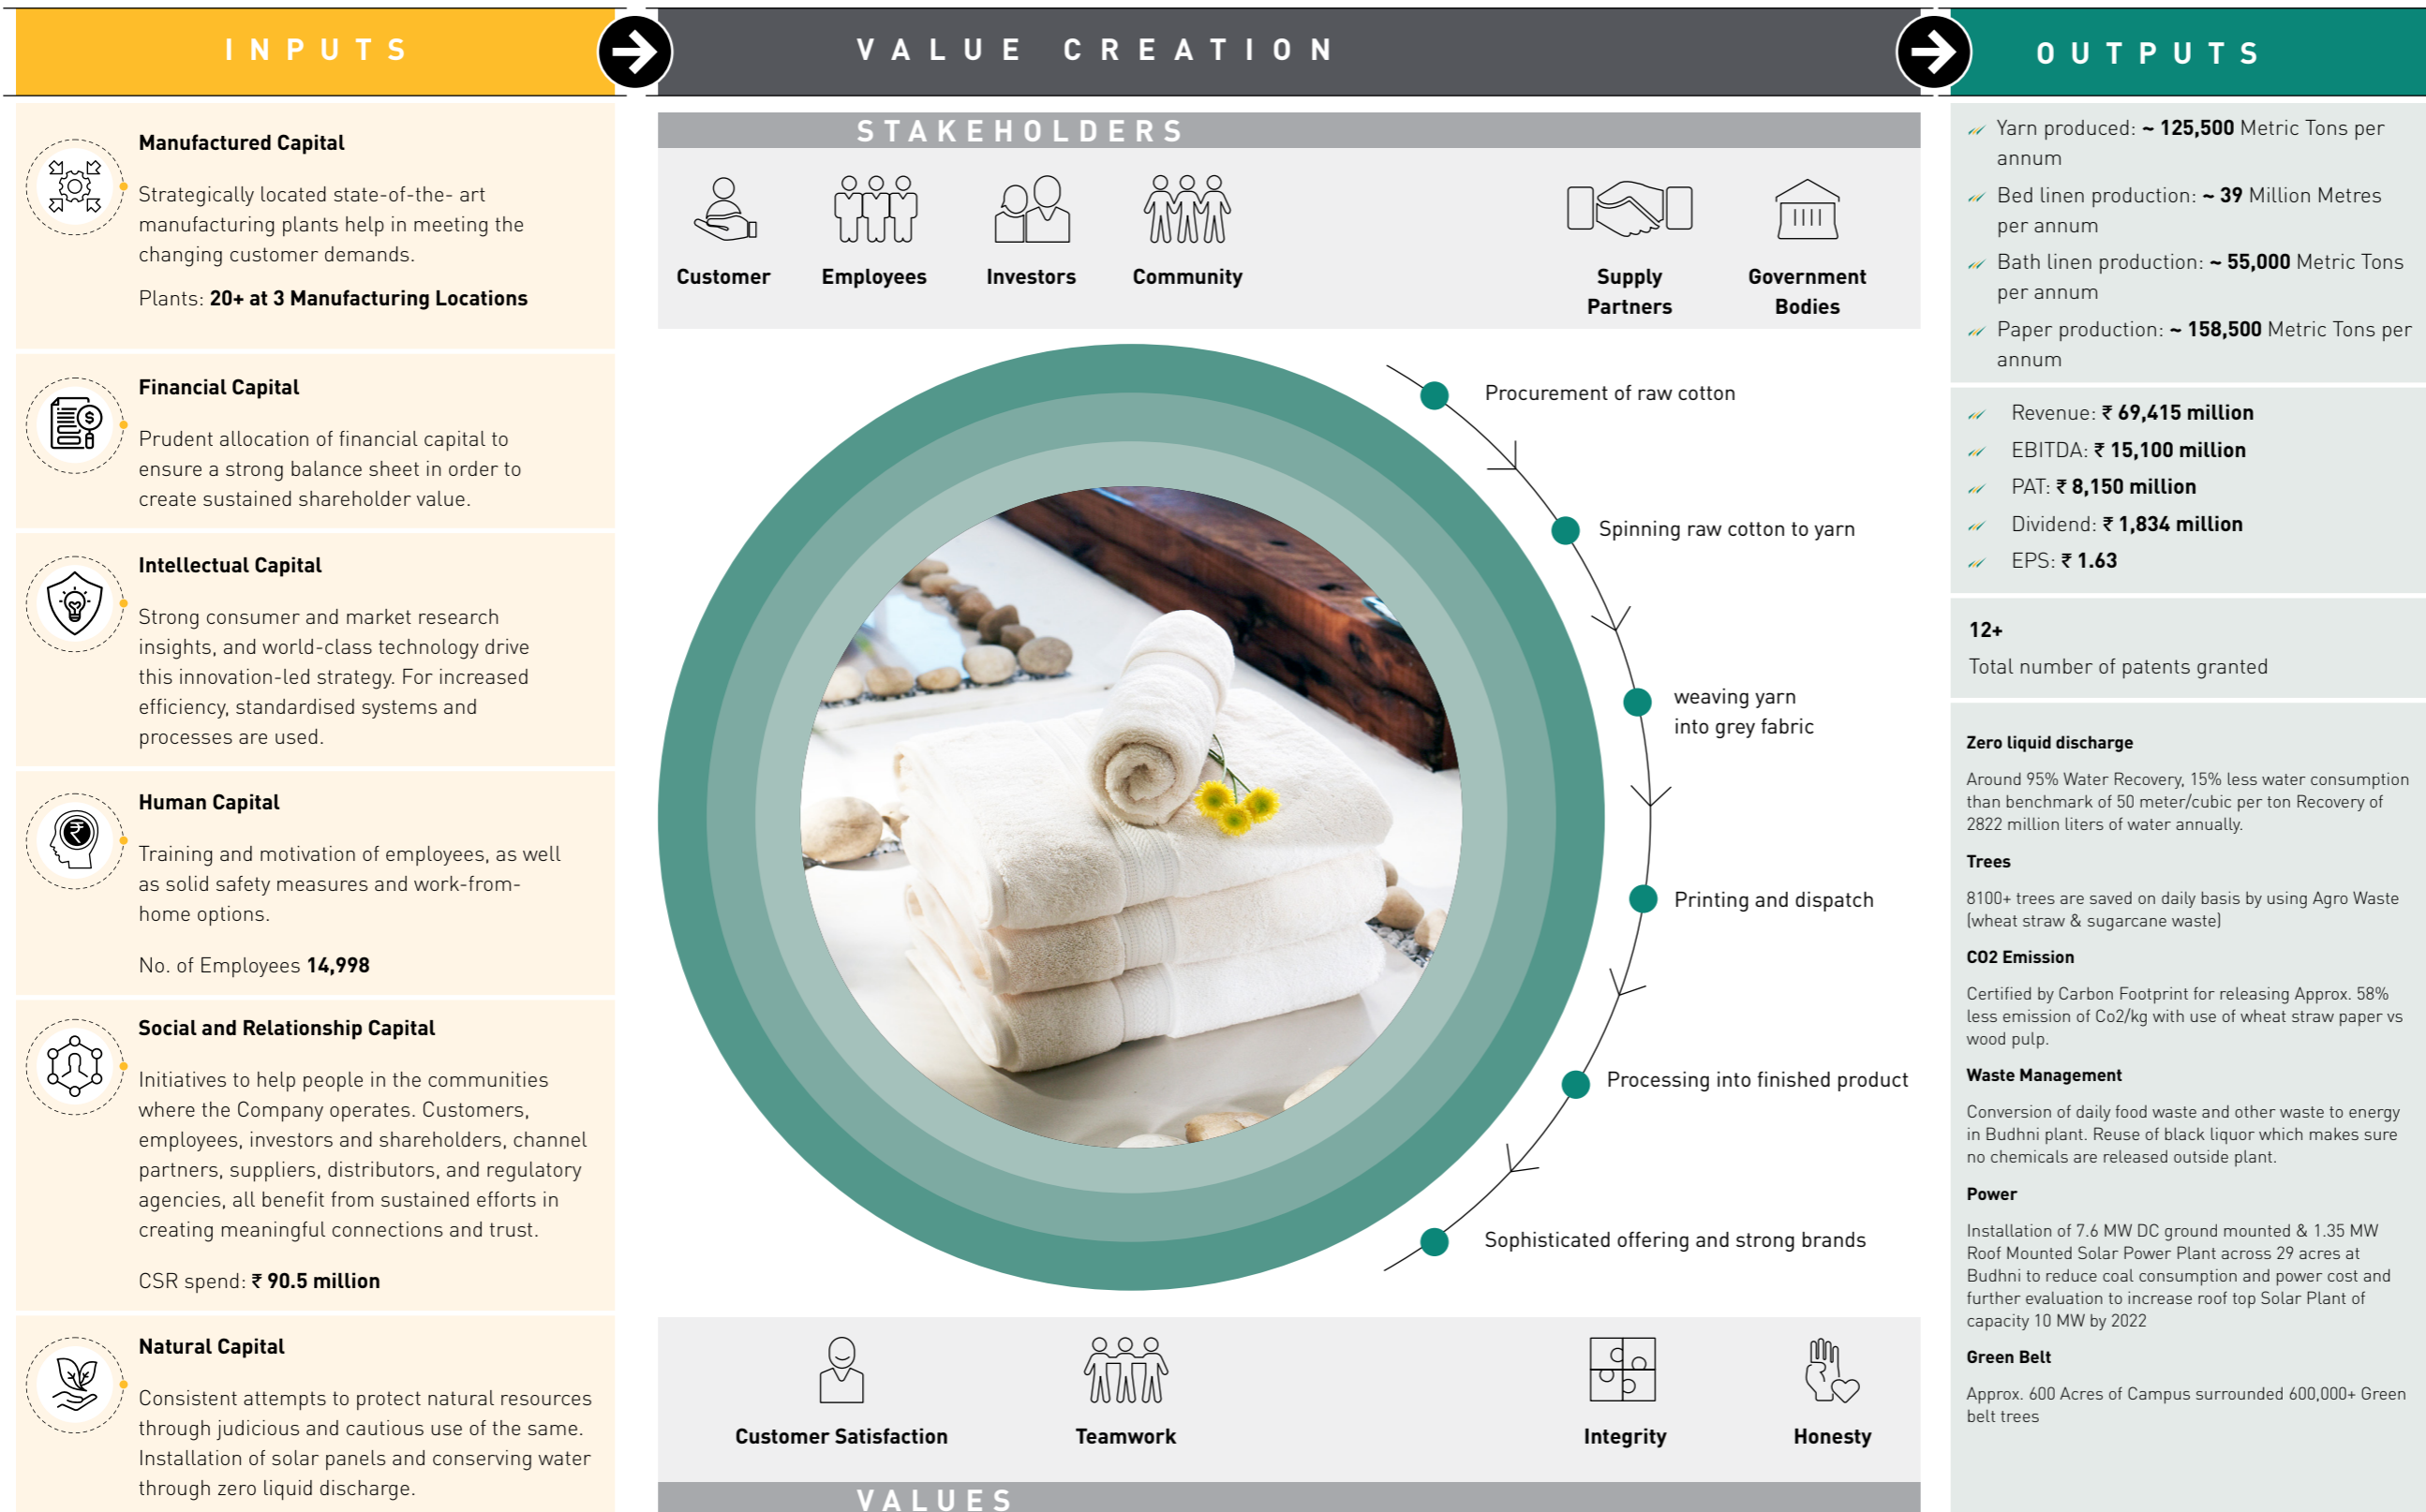 INPUTS
VALUE CREATION
OUTPUTS
Manufactured Capital
Strategically located state-of-the- art
manufacturing plants help in meeting the
changing customer demands.
Plants: 20+ at 3 Manufacturing Locations
Financial Capital
Prudent allocation of financial capital to
ensure a strong balance sheet in order to
create sustained shareholder value.
Intellectual Capital
Strong consumer and market research
insights, and world-class technology drive
this innovation-led strategy. For increased
efficiency, standardised systems and
processes are used.
Human Capital
Training and motivation of employees, as well
as solid safety measures and work-from-
home options.
No. of Employees 14,998
Social and Relationship Capital
Initiatives to help people in the communities
where the Company operates. Customers,
employees, investors and shareholders, channel
partners, suppliers, distributors, and regulatory
agencies, all benefit from sustained efforts in
creating meaningful connections and trust.
CSR spend: ₹ 90.5 million
Natural Capital
Consistent attempts to protect natural resources
through judicious and cautious use of the same.
Installation of solar panels and conserving water
through zero liquid discharge.
STAKEHOLDERS
Customer
Employees
Investors
Community
Supply
Partners
Government
Bodies
Procurement of raw cotton
Spinning raw cotton to yarn
weaving yarn
into grey fabric
Printing and dispatch
Processing into finished product
Sophisticated offering and strong brands
Customer Satisfaction
Teamwork
Integrity
Honesty
VALUES
Yarn produced: ~ 125,500 Metric Tons per
annum
Bed linen production: ~ 39 Million Metres
per annum
Bath linen production: ~ 55,000 Metric Tons
per annum
Paper production: ~ 158,500 Metric Tons per
annum
Revenue: ₹ 69,415 million
EBITDA: ₹ 15,100 million
PAT: ₹ 8,150 million
Dividend: ₹ 1,834 million
EPS: ₹ 1.63
12+
Total number of patents granted
Zero liquid discharge
Around 95% Water Recovery, 15% less water consumption
than benchmark of 50 meter/cubic per ton Recovery of
2822 million liters of water annually.
Trees
8100+ trees are saved on daily basis by using Agro Waste
(wheat straw & sugarcane waste)
CO2 Emission
Certified by Carbon Footprint for releasing Approx. 58%
less emission of Co2/kg with use of wheat straw paper vs
wood pulp.
Waste Management
Conversion of daily food waste and other waste to energy
in Budhni plant. Reuse of black liquor which makes sure
no chemicals are released outside plant.
Power
Installation of 7.6 MW DC ground mounted & 1.35 MW
Roof Mounted Solar Power Plant across 29 acres at
Budhni to reduce coal consumption and power cost and
further evaluation to increase roof top Solar Plant of
capacity 10 MW by 2022
Green Belt
Approx. 600 Acres of Campus surrounded 600,000+ Green
belt trees